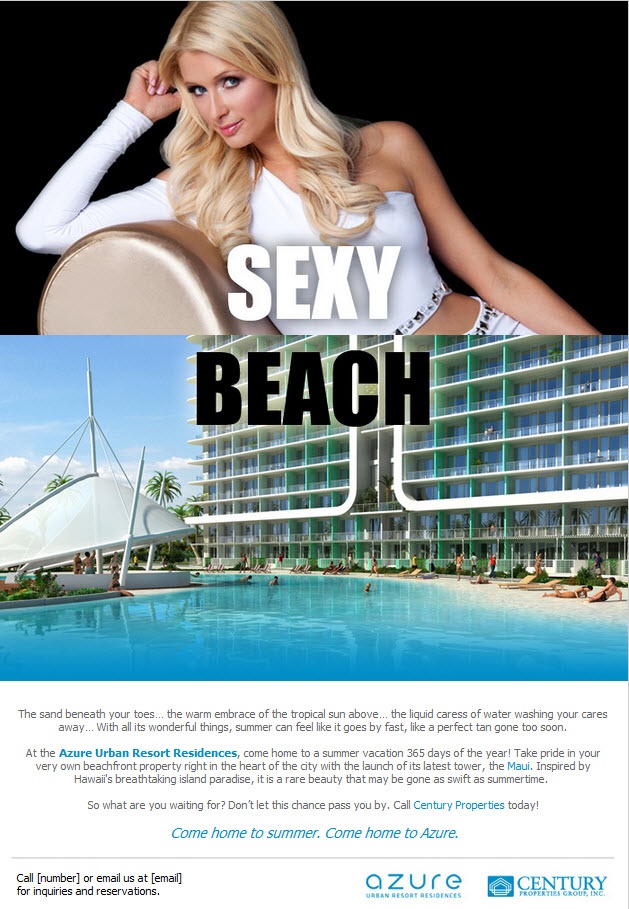 SEXY
BEACH
The sand beneath your toes... the warm embrace of the tropical sun above... the liquid caress of water washing your cares
away... With all its wonderful things, summer can feel like it goes by fast, like a perfect tan gone too soon.
At the Azure Urban Resort Residences, come home to a summer vacation 365 days of the year! Take pride in your
very own beachfront property right in the heart of the city with the launch of its latest tower, the Maui. Inspired by
Hawaii's breathtaking island paradise, it is a rare beauty that may be gone as swift as summertime.
So what are you waiting for? Don't let this chance pass you by. Call Century Properties today!
Come home to summer. Come home to Azure.
Call [number] or email us at [email]
for inquiries and reservations.
azure
URBAN RESORT RESIDENCES
CENTURY
PROPERTIES GROUP, INC.